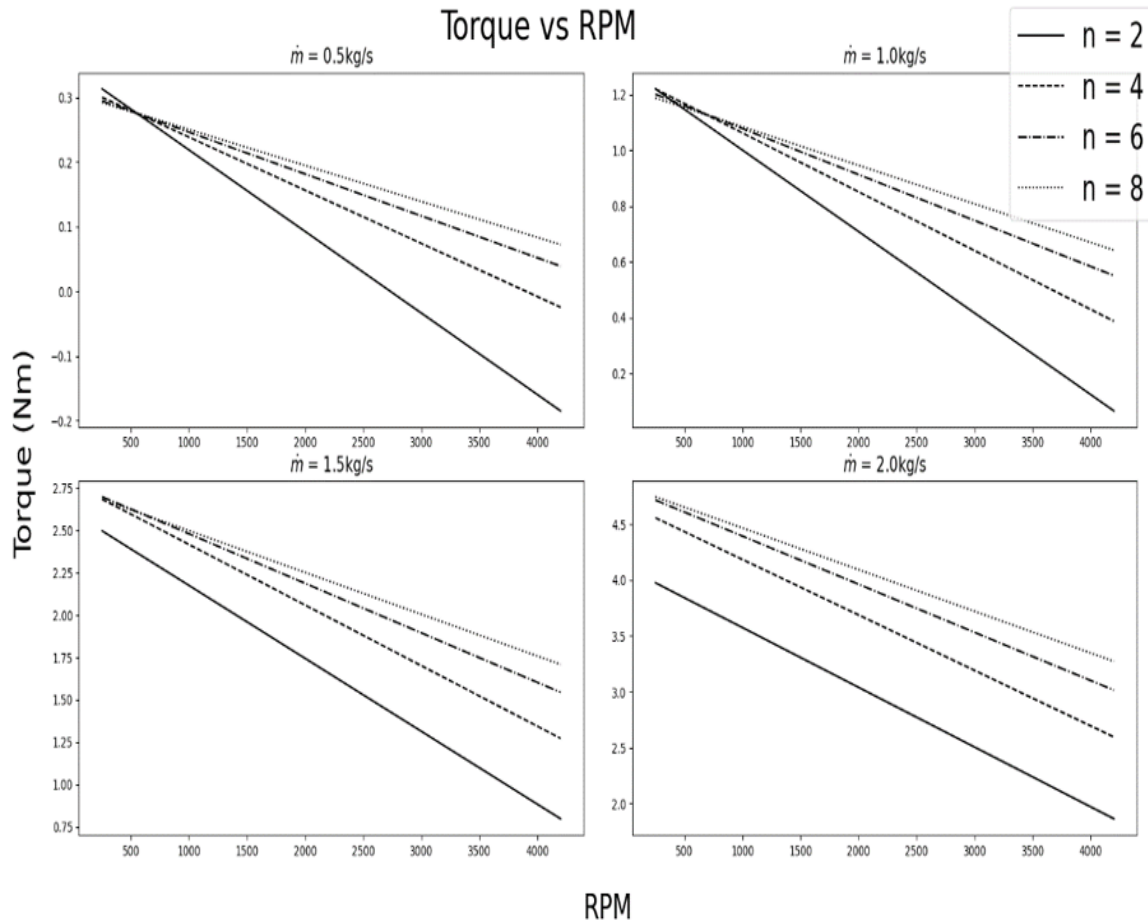 Torque vs RPM
n = 2
n = 4
n = 6
n = 8
ṁ = 0.5kg/s
0.3
0.2
0.1
0.0
−0.1
−0.2
500 1000 1500 2000 2500 3000 3500 4000
ṁ = 1.0kg/s
1.2
1.0
0.8
0.6
0.4
0.2
500 1000 1500 2000 2500 3000 3500 4000
Torque (Nm)
ṁ = 1.5kg/s
2.75
2.50
2.25
2.00
1.75
1.50
1.25
1.00
0.75
500 1000 1500 2000 2500 3000 3500 4000
ṁ = 2.0kg/s
4.5
4.0
3.5
3.0
2.5
2.0
500 1000 1500 2000 2500 3000 3500 4000
RPM